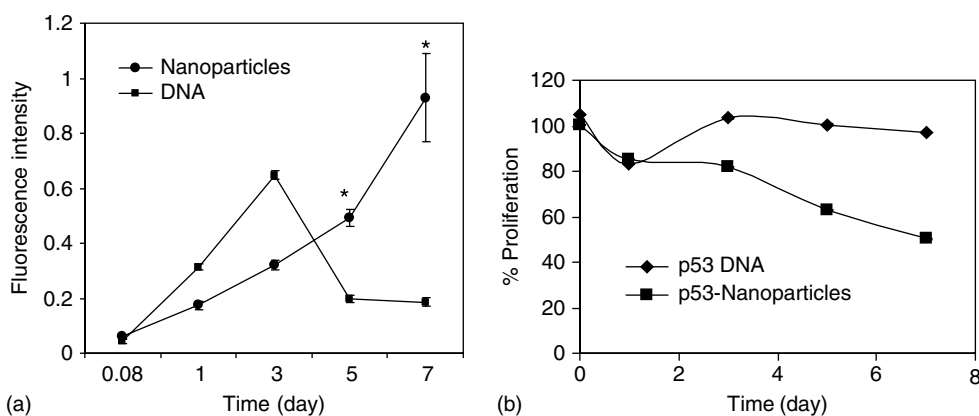 1.2
1
0.8
0.6
0.4
0.2
0
Fluorescence intensity
Nanoparticles
DNA
*
*
0.08 1 3 5 7
(a) Time (day)
120
100
80
60
40
20
0
% Proliferation
p53 DNA
p53-Nanoparticles
0 2 4 6 8
(b) Time (day)